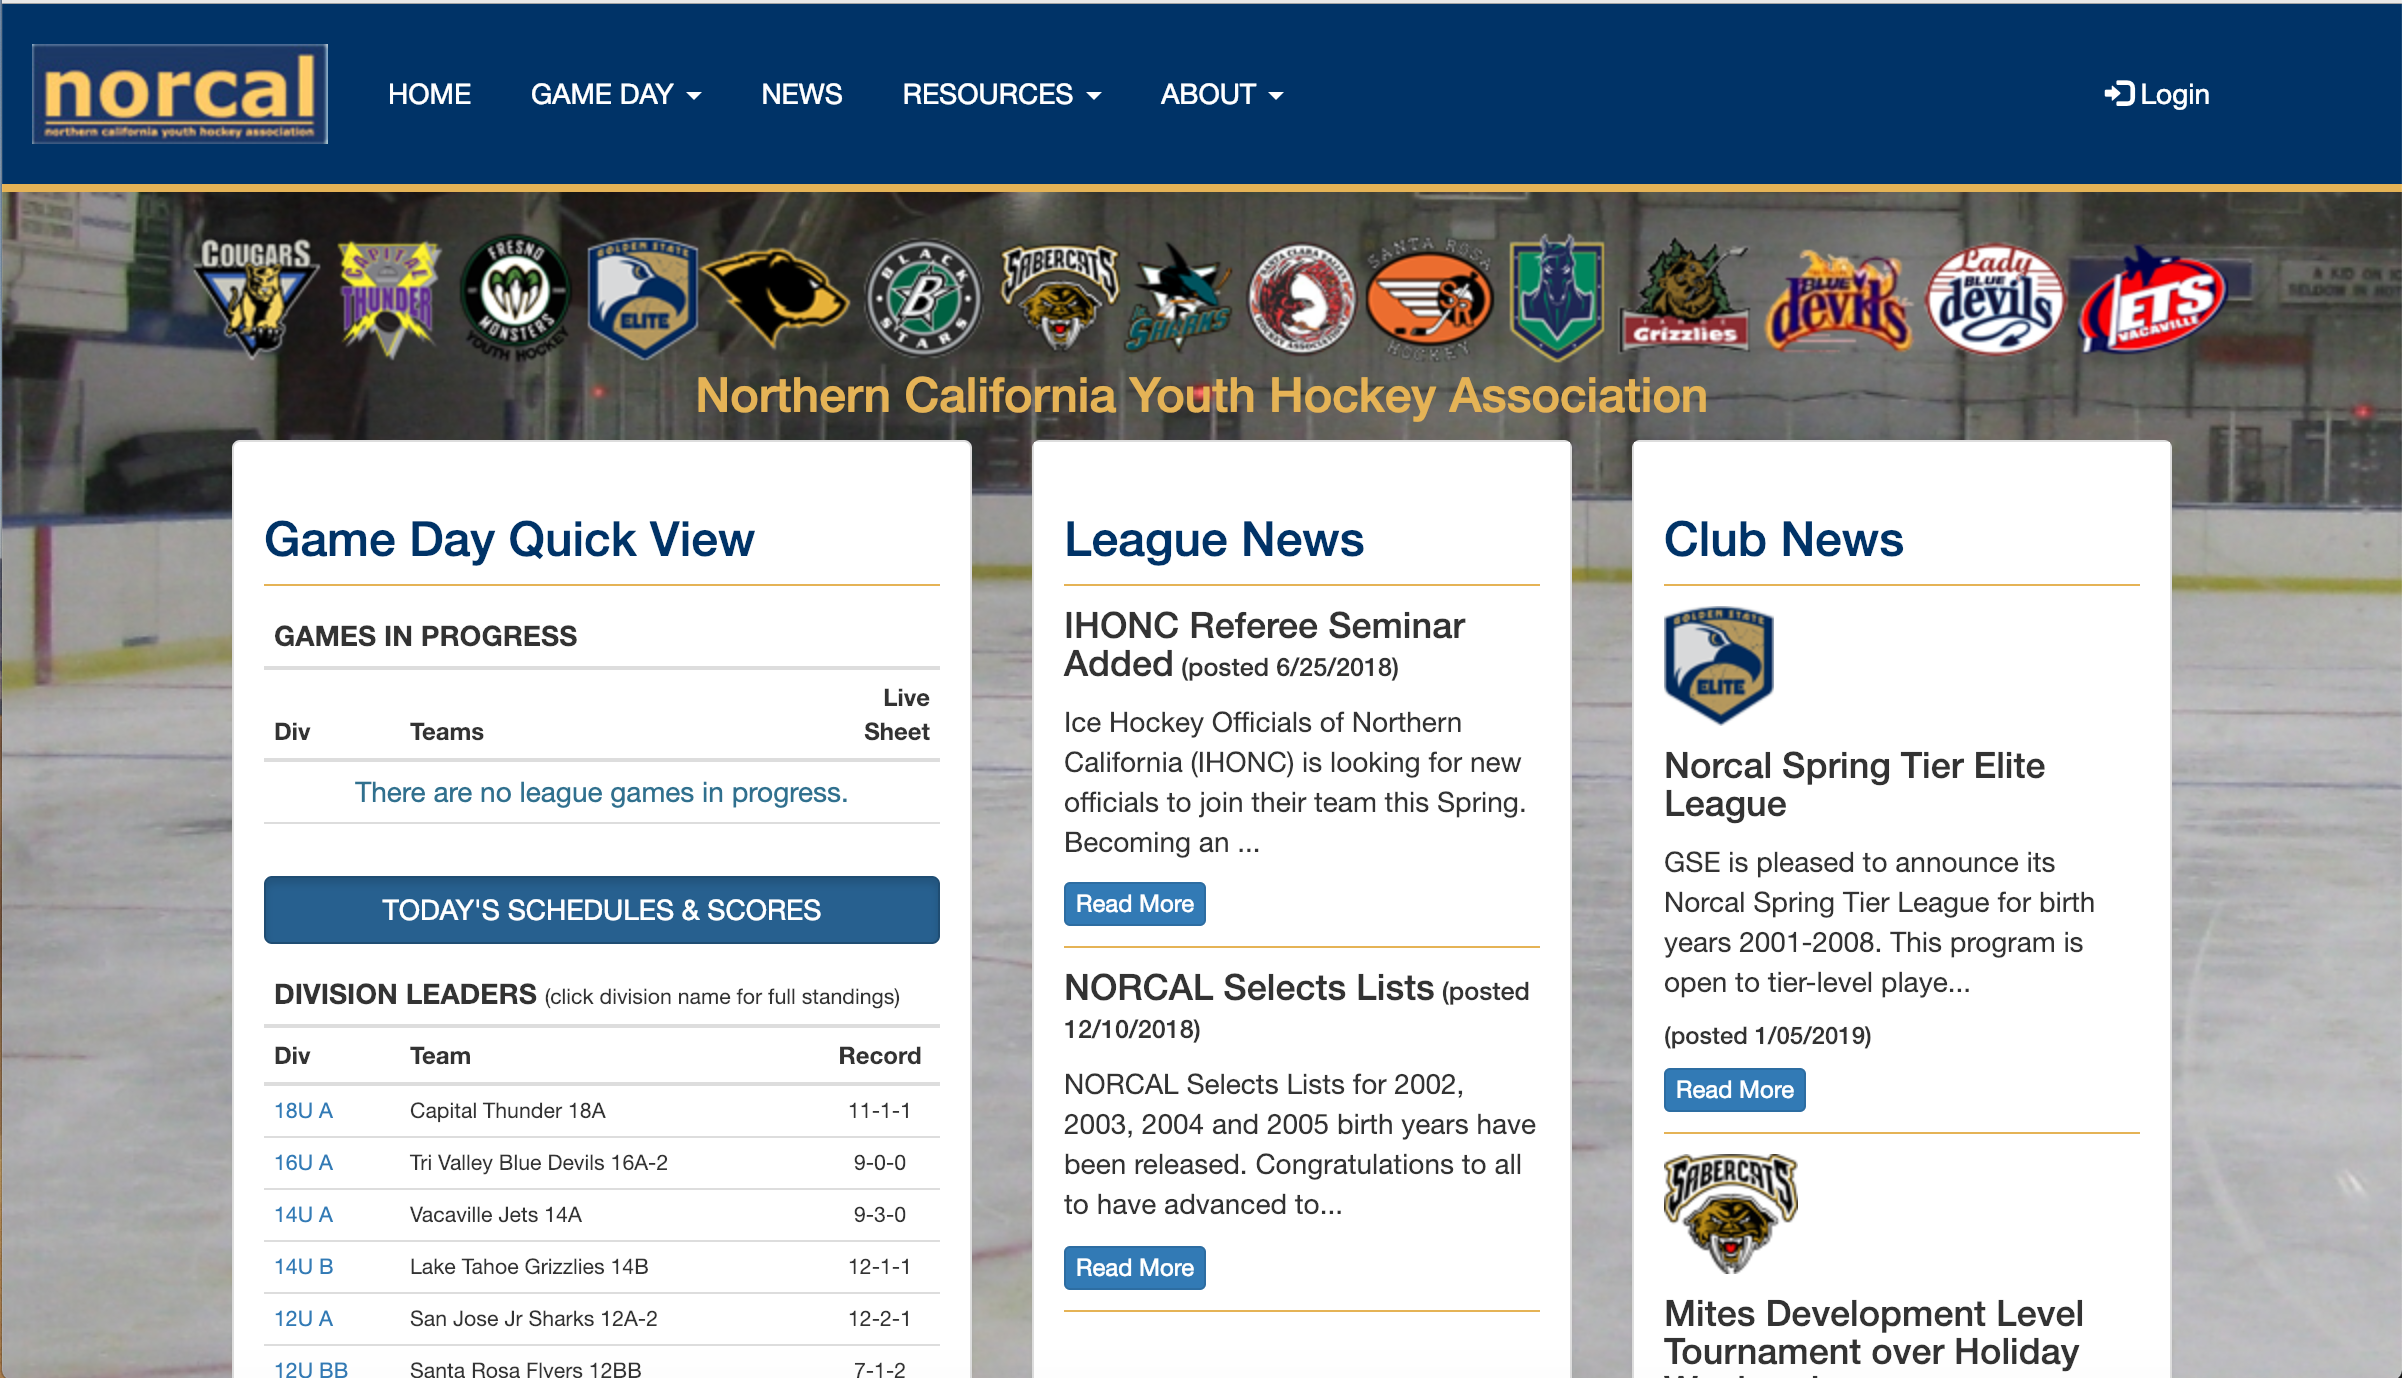 norcal
northern california youth hockey association
HOME
GAME DAY
NEWS
RESOURCES
ABOUT
Login
COUGARS
CAPITAL
THUNDER
FRESNO
MONSTERS
YOUTH HOCKEY
GOLDEN STATE
ELITE
BLACK
B
STARS
SABERCATS
SHARKS
SANTA CLARA VALLEY
HOCKEY ASSOCIATION
SANTA ROSA
SR
HOCKEY
Grizzlies
BLUE
devils
Lady
BLUE
devils
JETS
VACAVILLE
Northern California Youth Hockey Association
Game Day Quick View
GAMES IN PROGRESS
Div Teams Live Sheet
There are no league games in progress.
TODAY'S SCHEDULES & SCORES
DIVISION LEADERS (click division name for full standings)
Div Team Record
18U A Capital Thunder 18A 11-1-1
16U A Tri Valley Blue Devils 16A-2 9-0-0
14U A Vacaville Jets 14A 9-3-0
14U B Lake Tahoe Grizzlies 14B 12-1-1
12U A San Jose Jr Sharks 12A-2 12-2-1
12U BB Santa Rosa Flyers 12BB 7-1-2
League News
IHONC Referee Seminar
Added (posted 6/25/2018)
Ice Hockey Officials of Northern
California (IHONC) is looking for new
officials to join their team this Spring.
Becoming an ...
Read More
NORCAL Selects Lists (posted
12/10/2018)
NORCAL Selects Lists for 2002,
2003, 2004 and 2005 birth years have
been released. Congratulations to all
to have advanced to...
Read More
Club News
GOLDEN STATE
ELITE
Norcal Spring Tier Elite
League
GSE is pleased to announce its
Norcal Spring Tier League for birth
years 2001-2008. This program is
open to tier-level playe...
(posted 1/05/2019)
Read More
SABERCATS
Mites Development Level
Tournament over Holiday